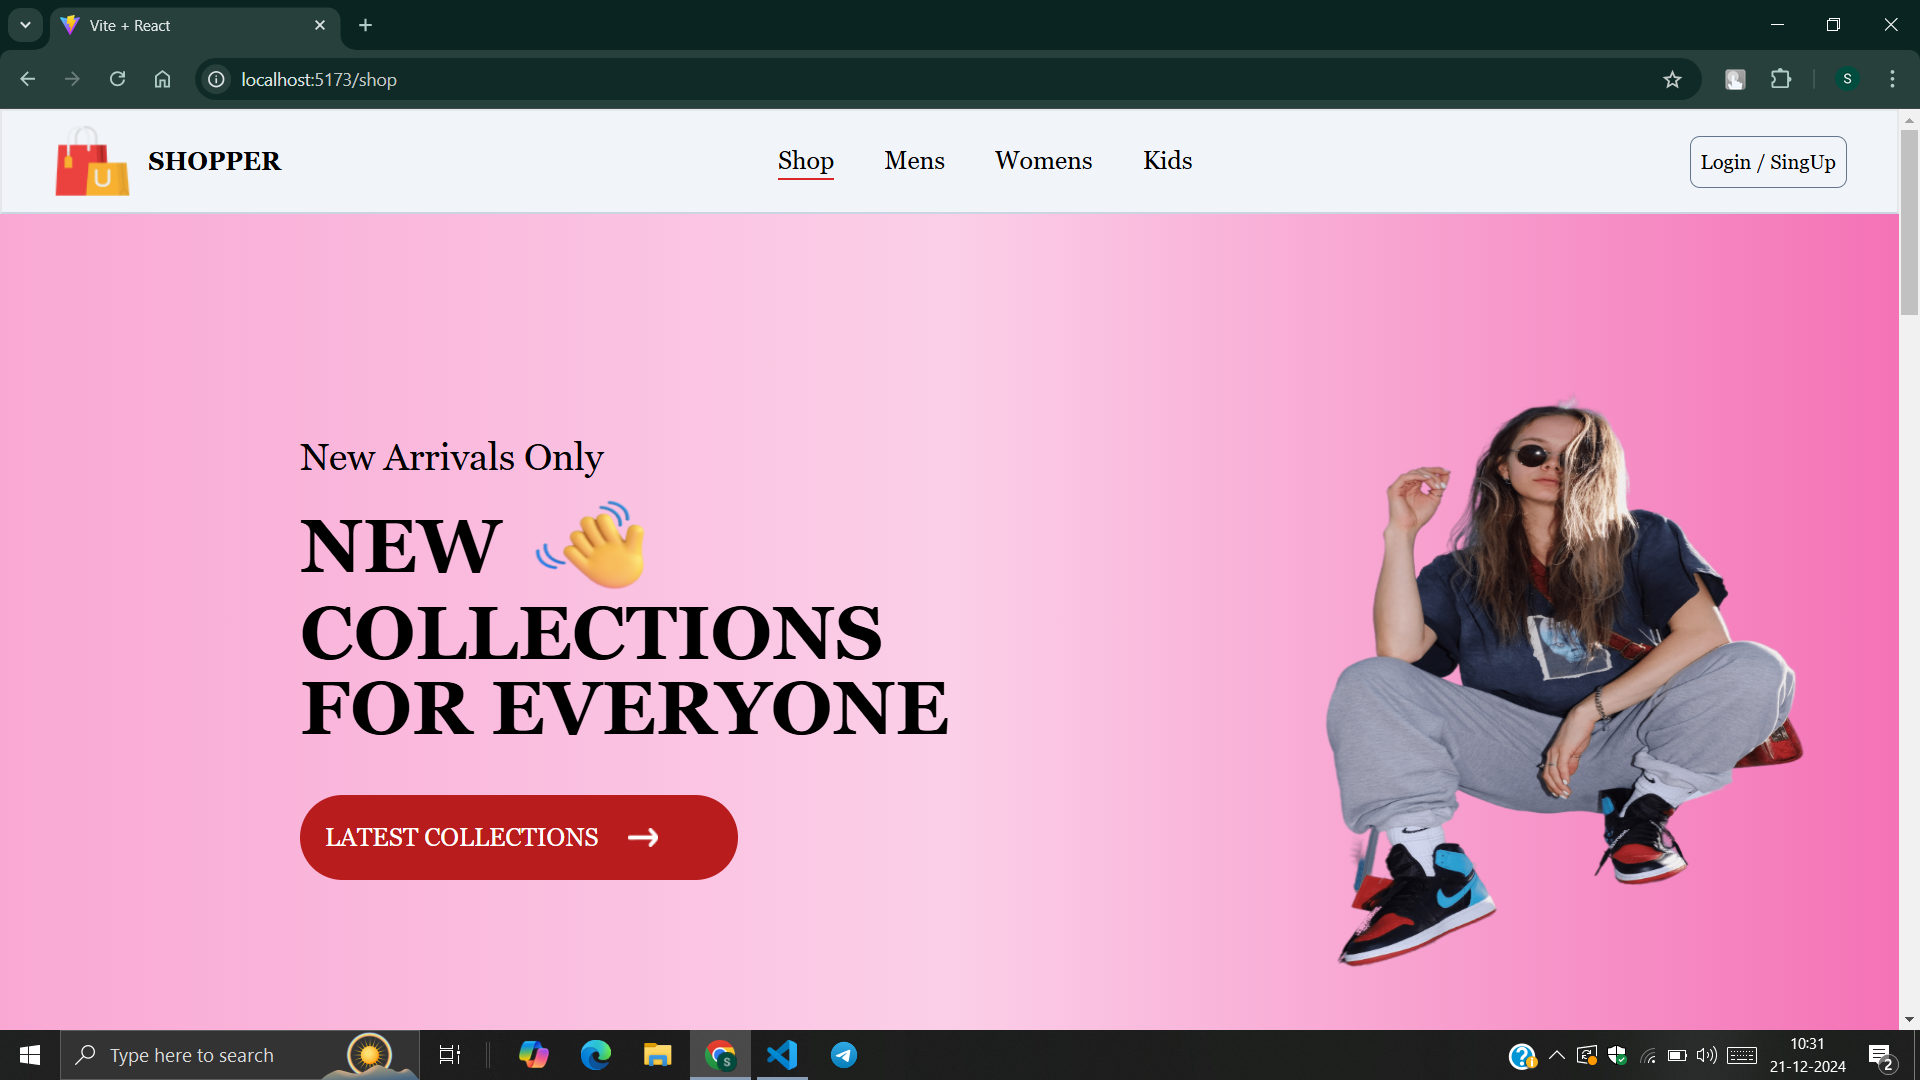 Vite + React
localhost:5173/shop
S
U
SHOPPER
Shop
Mens
Womens
Kids
Login / SingUp
New Arrivals Only
NEW
COLLECTIONS
FOR EVERYONE
LATEST COLLECTIONS
Type here to search
S
10:31
21-12-2024
2